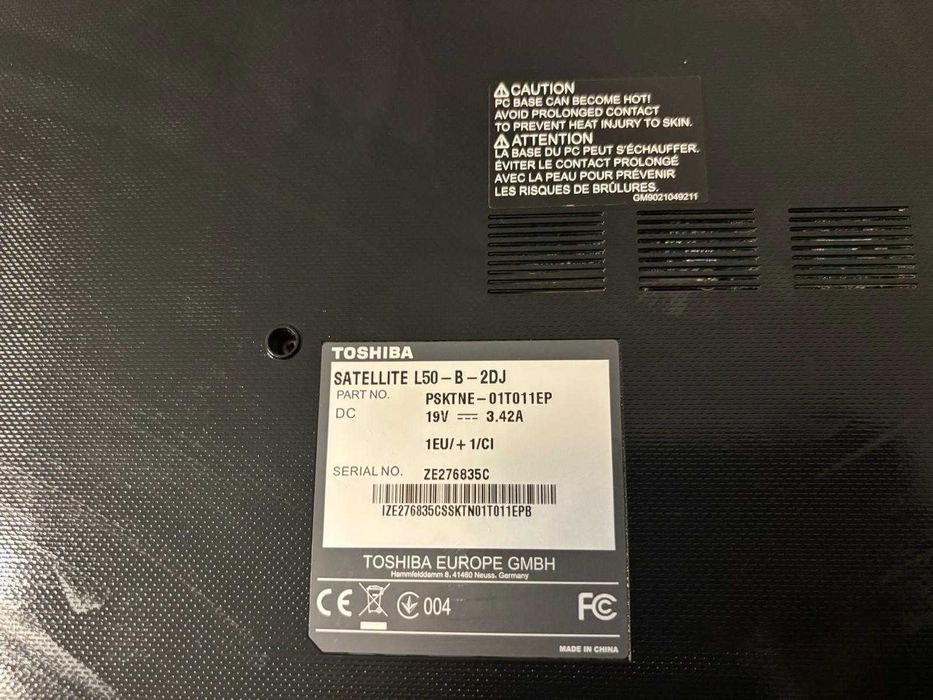 ⚠CAUTION
PC BASE CAN BECOME HOT!
AVOID PROLONGED CONTACT
TO PREVENT HEAT INJURY TO SKIN.
⚠ATTENTION
LA BASE DU PC PEUT S'ÉCHAUFFER.
ÉVITER LE CONTACT PROLONGÉ
AVEC LA PEAU POUR PRÉVENIR
LES RISQUES DE BRÛLURES.
GM9021049211
TOSHIBA
SATELLITE L50-B-2DJ
PART NO. PSKTNE-01T011EP
DC 19V ⎓ 3.42A
1EU/+1/CI
SERIAL NO. ZE276835C
IZE276835CSSKTN01T011EPB
TOSHIBA EUROPE GMBH
Hammfelddamm 8, 41460 Neuss, Germany
CE 004 FC
MADE IN CHINA